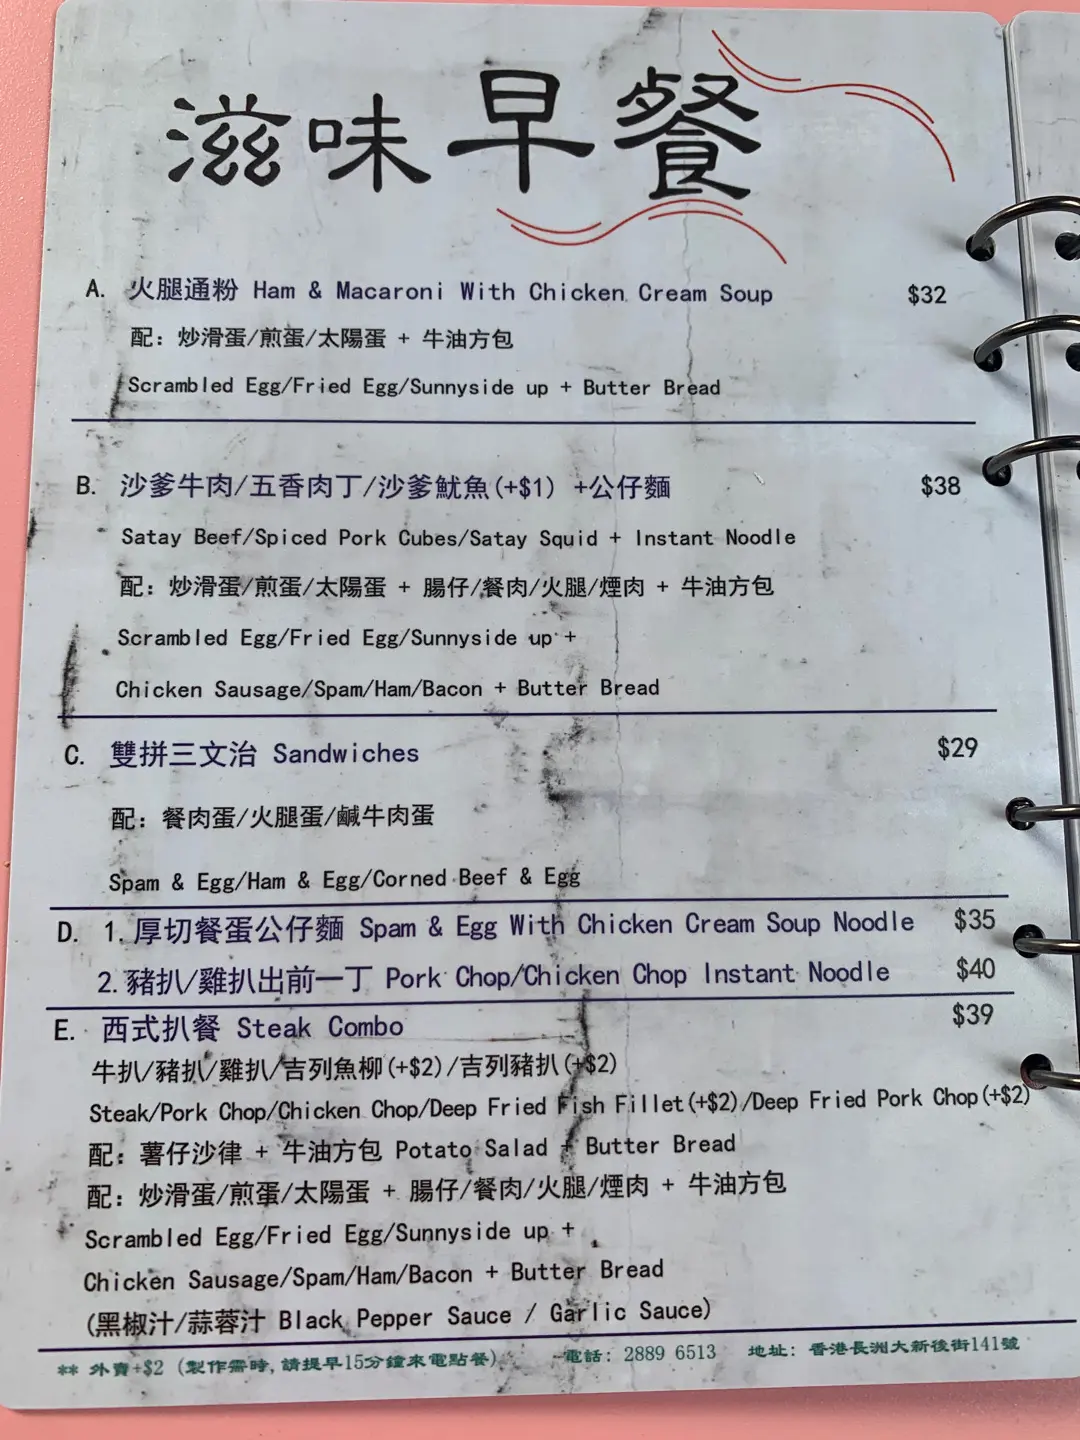 滋味早餐
A. 火腿通粉 Ham & Macaroni With Chicken Cream Soup $32
配: 炒滑蛋/煎蛋/太陽蛋 + 牛油方包
Scrambled Egg/Fried Egg/Sunnyside up + Butter Bread
B. 沙爹牛肉/五香肉丁/沙爹魷魚(+$1) +公仔麵 $38
Satay Beef/Spiced Pork Cubes/Satay Squid + Instant Noodle
配: 炒滑蛋/煎蛋/太陽蛋 + 腸仔/餐肉/火腿/煙肉 + 牛油方包
Scrambled Egg/Fried Egg/Sunnyside up +
Chicken Sausage/Spam/Ham/Bacon + Butter Bread
C. 雙拼三文治 Sandwiches $29
配: 餐肉蛋/火腿蛋/鹹牛肉蛋
Spam & Egg/Ham & Egg/Corned Beef & Egg
D. 1. 厚切餐蛋公仔麵 Spam & Egg With Chicken Cream Soup Noodle $35
2. 豬扒/雞扒出前一丁 Pork Chop/Chicken Chop Instant Noodle $40
E. 西式扒餐 Steak Combo $39
牛扒/豬扒/雞扒/吉列魚柳(+$2)/吉列豬扒(+$2)
Steak/Pork Chop/Chicken Chop/Deep Fried Fish Fillet(+$2)/Deep Fried Pork Chop(+$2)
配: 薯仔沙律 + 牛油方包 Potato Salad + Butter Bread
配: 炒滑蛋/煎蛋/太陽蛋 + 腸仔/餐肉/火腿/煙肉 + 牛油方包
Scrambled Egg/Fried Egg/Sunnyside up +
Chicken Sausage/Spam/Ham/Bacon + Butter Bread
(黑椒汁/蒜蓉汁 Black Pepper Sauce / Garlic Sauce)
** 外賣+$2 (製作需時,請提早15分鐘來電點餐) 電話: 2889 6513 地址: 香港長洲大新後街141號